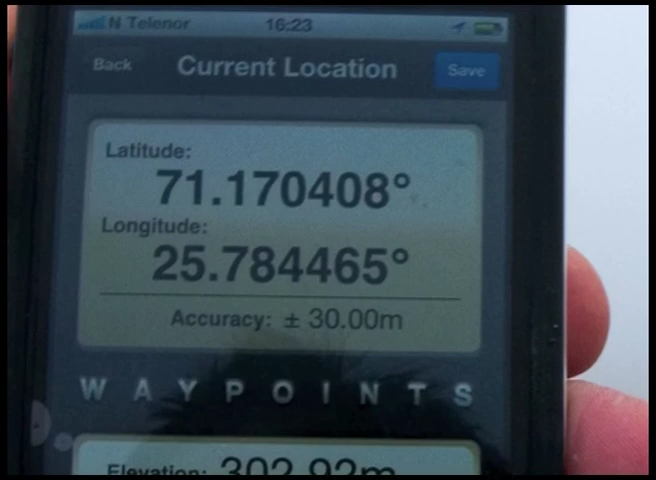 N Telenor 16:23
Back Current Location Save
Latitude:
71.170408°
Longitude:
25.784465°
Accuracy: ± 30.00m
WAYPOINTS
Elevation: 302.92m